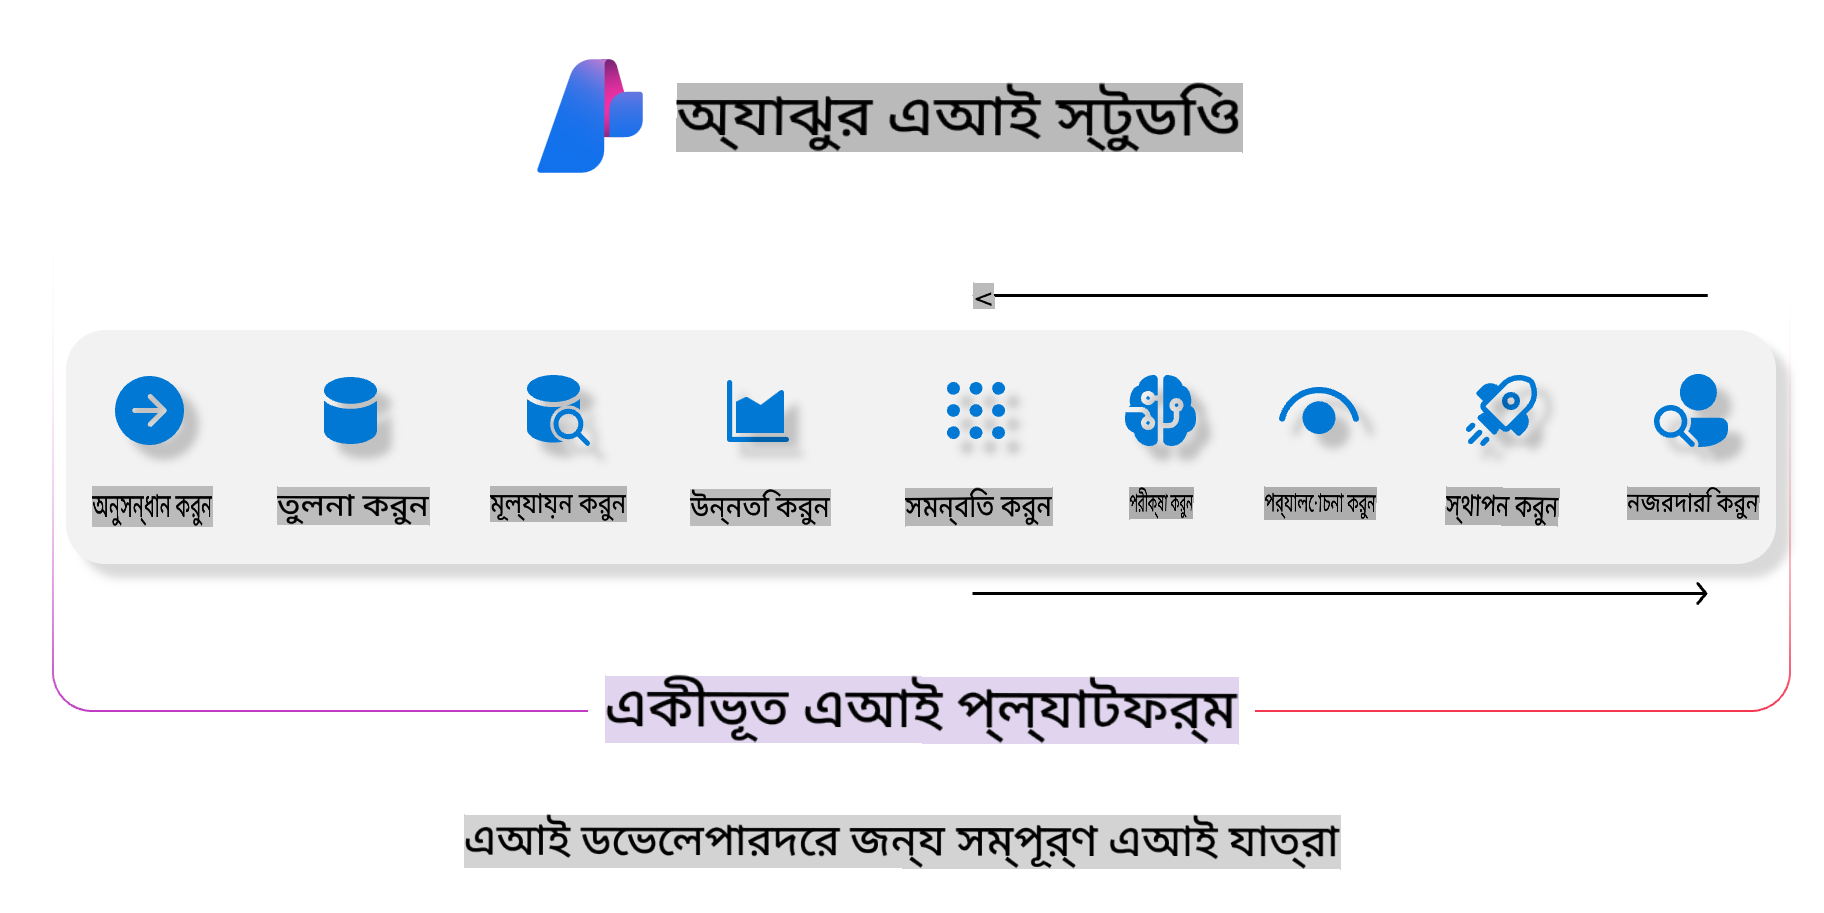 অ্যাঝুর এআই স্টুডিও
<
অনুসন্ধান করুন
তুলনা করুন
মূল্যায়ন করুন
উন্নত করুন
সমন্বিত করুন
পরীক্ষা করুন
পর্যালোচনা করুন
স্থাপন করুন
নজরদারি করুন
একীভূত এআই প্ল্যাটফর্ম
এআই ডেভেলপারদের জন্য সম্পূর্ণ এআই যাত্রা